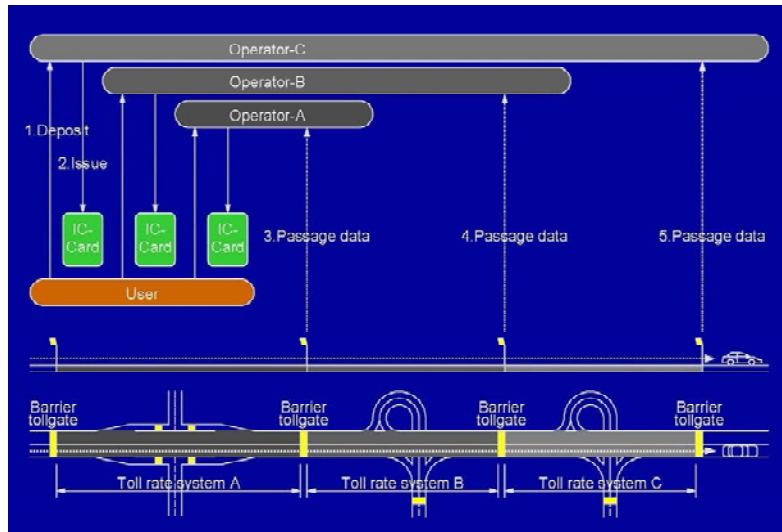 Operator-C
Operator-B
Operator-A
1.Deposit
2.Issue
IC-
Card
IC-
Card
IC-
Card
3.Passage data
4.Passage data
5.Passage data
User
Barrier
tollgate
Barrier
tollgate
Barrier
tollgate
Barrier
tollgate
Toll rate system A
Toll rate system B
Toll rate system C